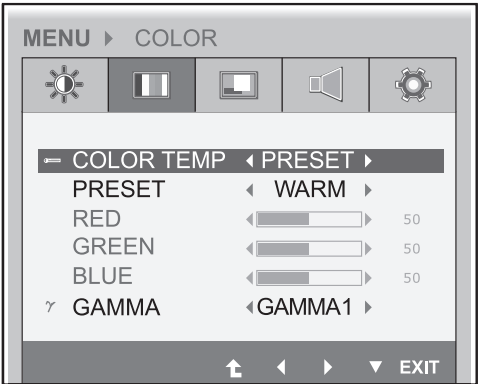 MENU COLOR
COLOR TEMP PRESET
PRESET WARM
RED 50
GREEN 50
BLUE 50
γ GAMMA GAMMA1
EXIT